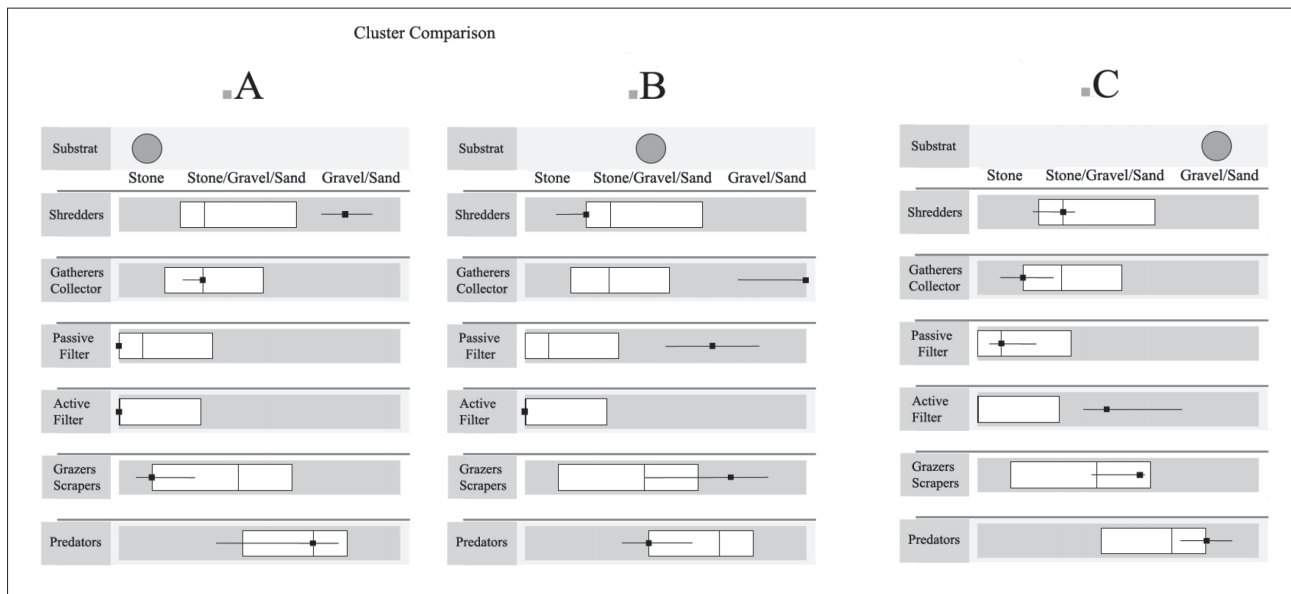 Cluster Comparison
A
Substrat
Stone Stone/Gravel/Sand Gravel/Sand
Shredders
Gatherers
Collector
Passive
Filter
Active
Filter
Grazers
Scrapers
Predators
B
Substrat
Stone Stone/Gravel/Sand Gravel/Sand
Shredders
Gatherers
Collector
Passive
Filter
Active
Filter
Grazers
Scrapers
Predators
C
Substrat
Stone Stone/Gravel/Sand Gravel/Sand
Shredders
Gatherers
Collector
Passive
Filter
Active
Filter
Grazers
Scrapers
Predators